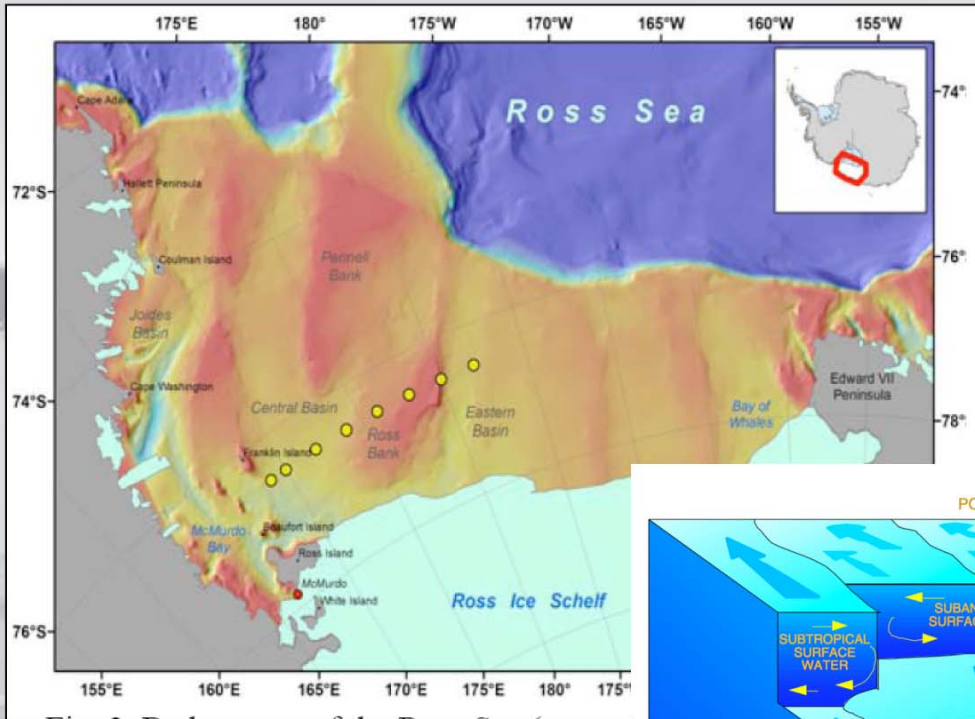 175°E 180° 175°W 170°W 165°W 160°W 155°W
Ross Sea
74°
Cape Adare
72°S
Hallett Peninsula
Coulman Island
Pennell
Bank
76°
Joides
Basin
Cape Washington
74°S
Central Basin
Ross
Bank
Eastern
Basin
Bay of
Whales
Edward VII
Peninsula
78°
Franklin Island
McMurdo
Bay
Beaufort Island
Ross Island
McMurdo
White Island
Ross Ice Schelf
76°S
155°E 160°E 165°E 170°E 180° 175°
SUBTROPICAL
SURFACE
WATER